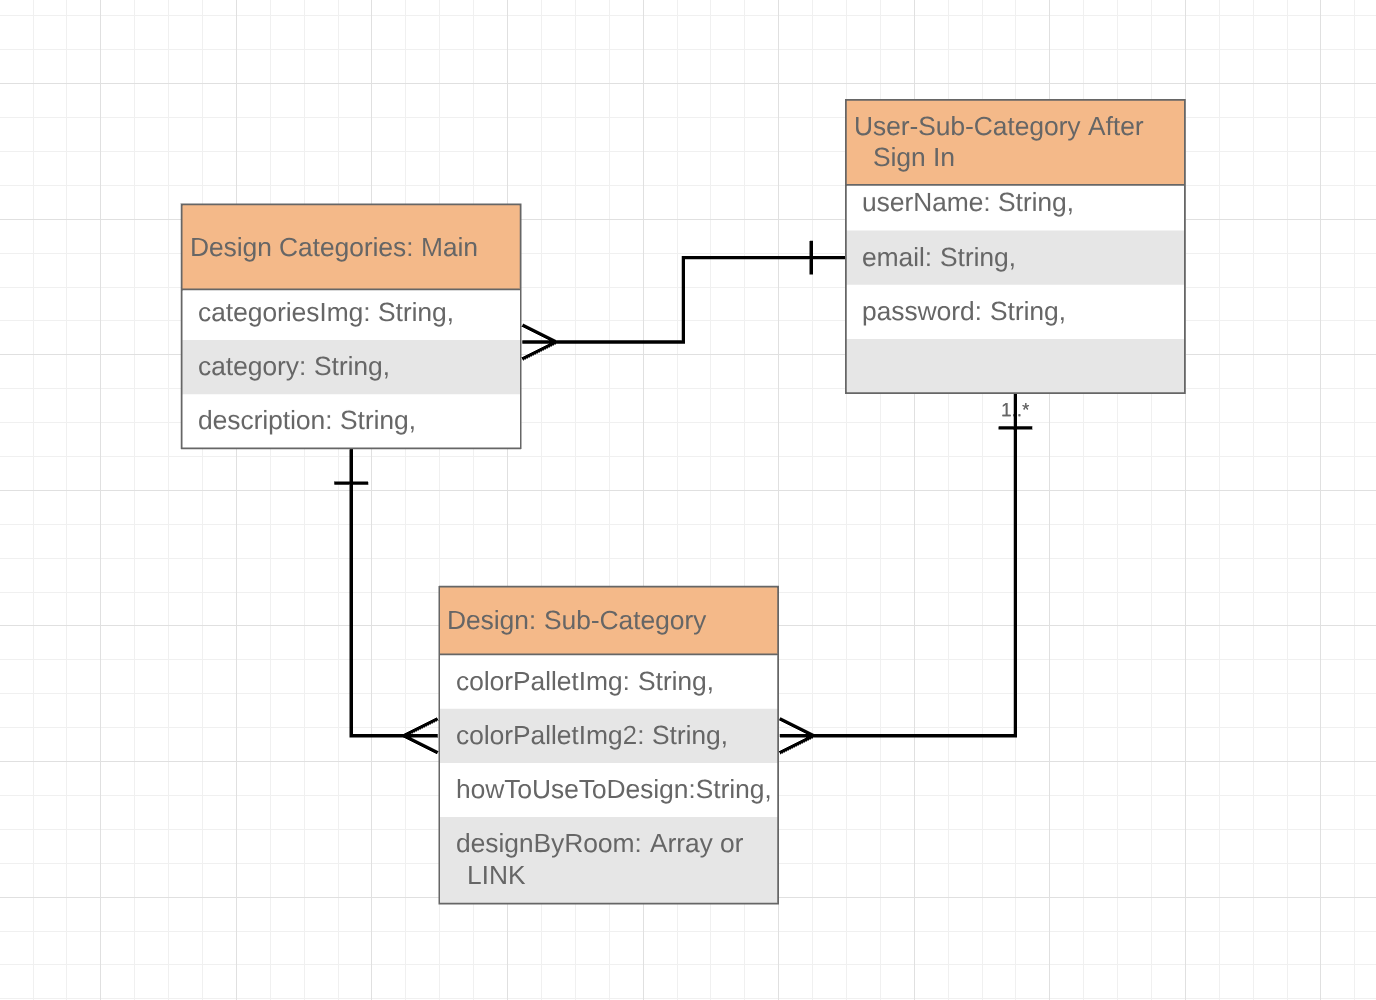 User-Sub-Category After
Sign In
userName: String,
email: String,
password: String,
1..*
Design Categories: Main
categoriesImg: String,
category: String,
description: String,
Design: Sub-Category
colorPalletImg: String,
colorPalletImg2: String,
howToUseToDesign:String,
designByRoom: Array or
LINK